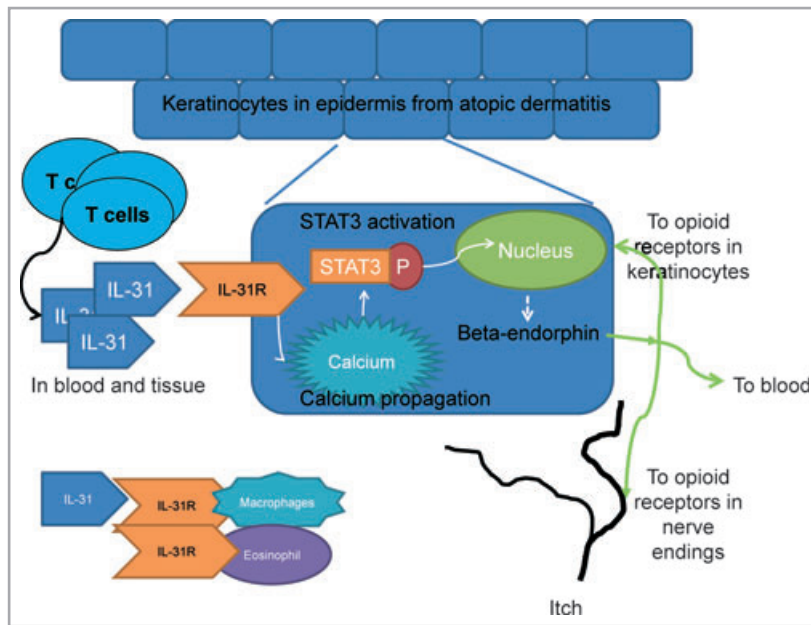 Keratinocytes in epidermis from atopic dermatitis
T c
T cells
IL-31
IL-3
IL-31
In blood and tissue
IL-31R
STAT3 activation
STAT3
P
Nucleus
Beta-endorphin
Calcium
Calcium propagation
To opioid
receptors in
keratinocytes
To blood
To opioid
receptors in
nerve
endings
Itch
IL-31
IL-31R
Macrophages
IL-31R
Eosinophil